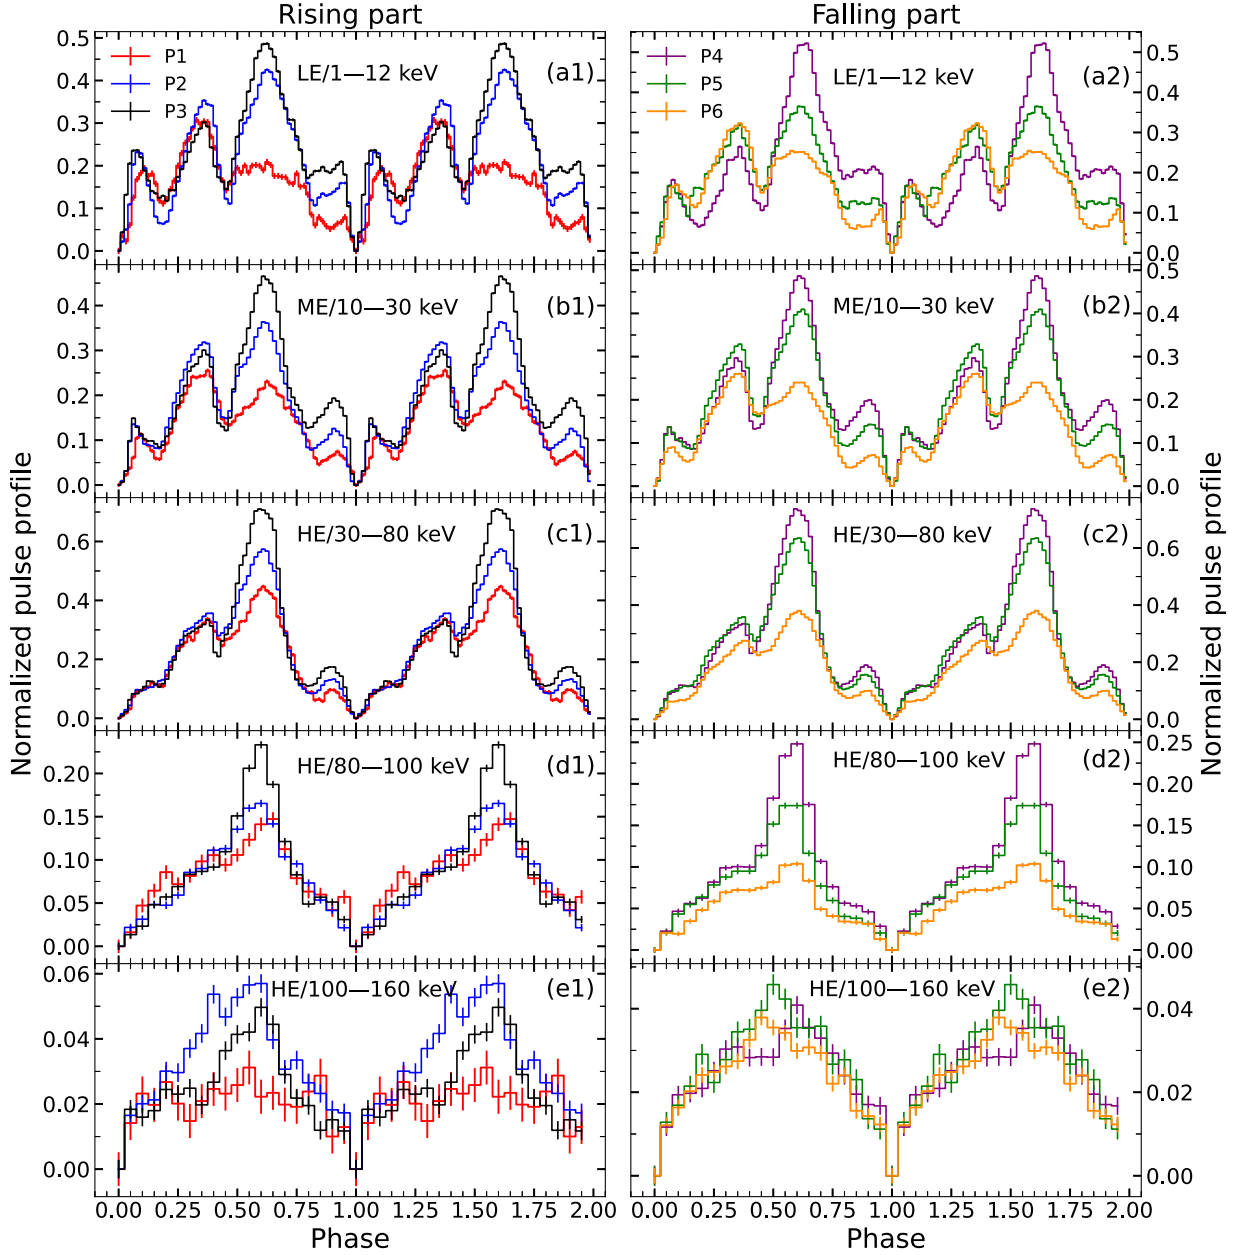 Rising part
Falling part
P1
P2
P3
LE/1—12 keV
(a1)
0.5
0.4
0.3
0.2
0.1
0.0
P4
P5
P6
LE/1—12 keV
(a2)
0.5
0.4
0.3
0.2
0.1
0.0
ME/10—30 keV
(b1)
0.4
0.3
0.2
0.1
0.0
ME/10—30 keV
(b2)
0.5
0.4
0.3
0.2
0.1
0.0
HE/30—80 keV
(c1)
0.6
0.4
0.2
0.0
HE/30—80 keV
(c2)
0.6
0.4
0.2
0.0
HE/80—100 keV
(d1)
0.20
0.15
0.10
0.05
0.00
HE/80—100 keV
(d2)
0.25
0.20
0.15
0.10
0.05
0.00
HE/100—160 keV
(e1)
0.06
0.04
0.02
0.00
HE/100—160 keV
(e2)
0.04
0.02
0.00
Normalized pulse profile
Normalized pulse profile
0.00 0.25 0.50 0.75 1.00 1.25 1.50 1.75 2.00
0.00 0.25 0.50 0.75 1.00 1.25 1.50 1.75 2.00
Phase
Phase